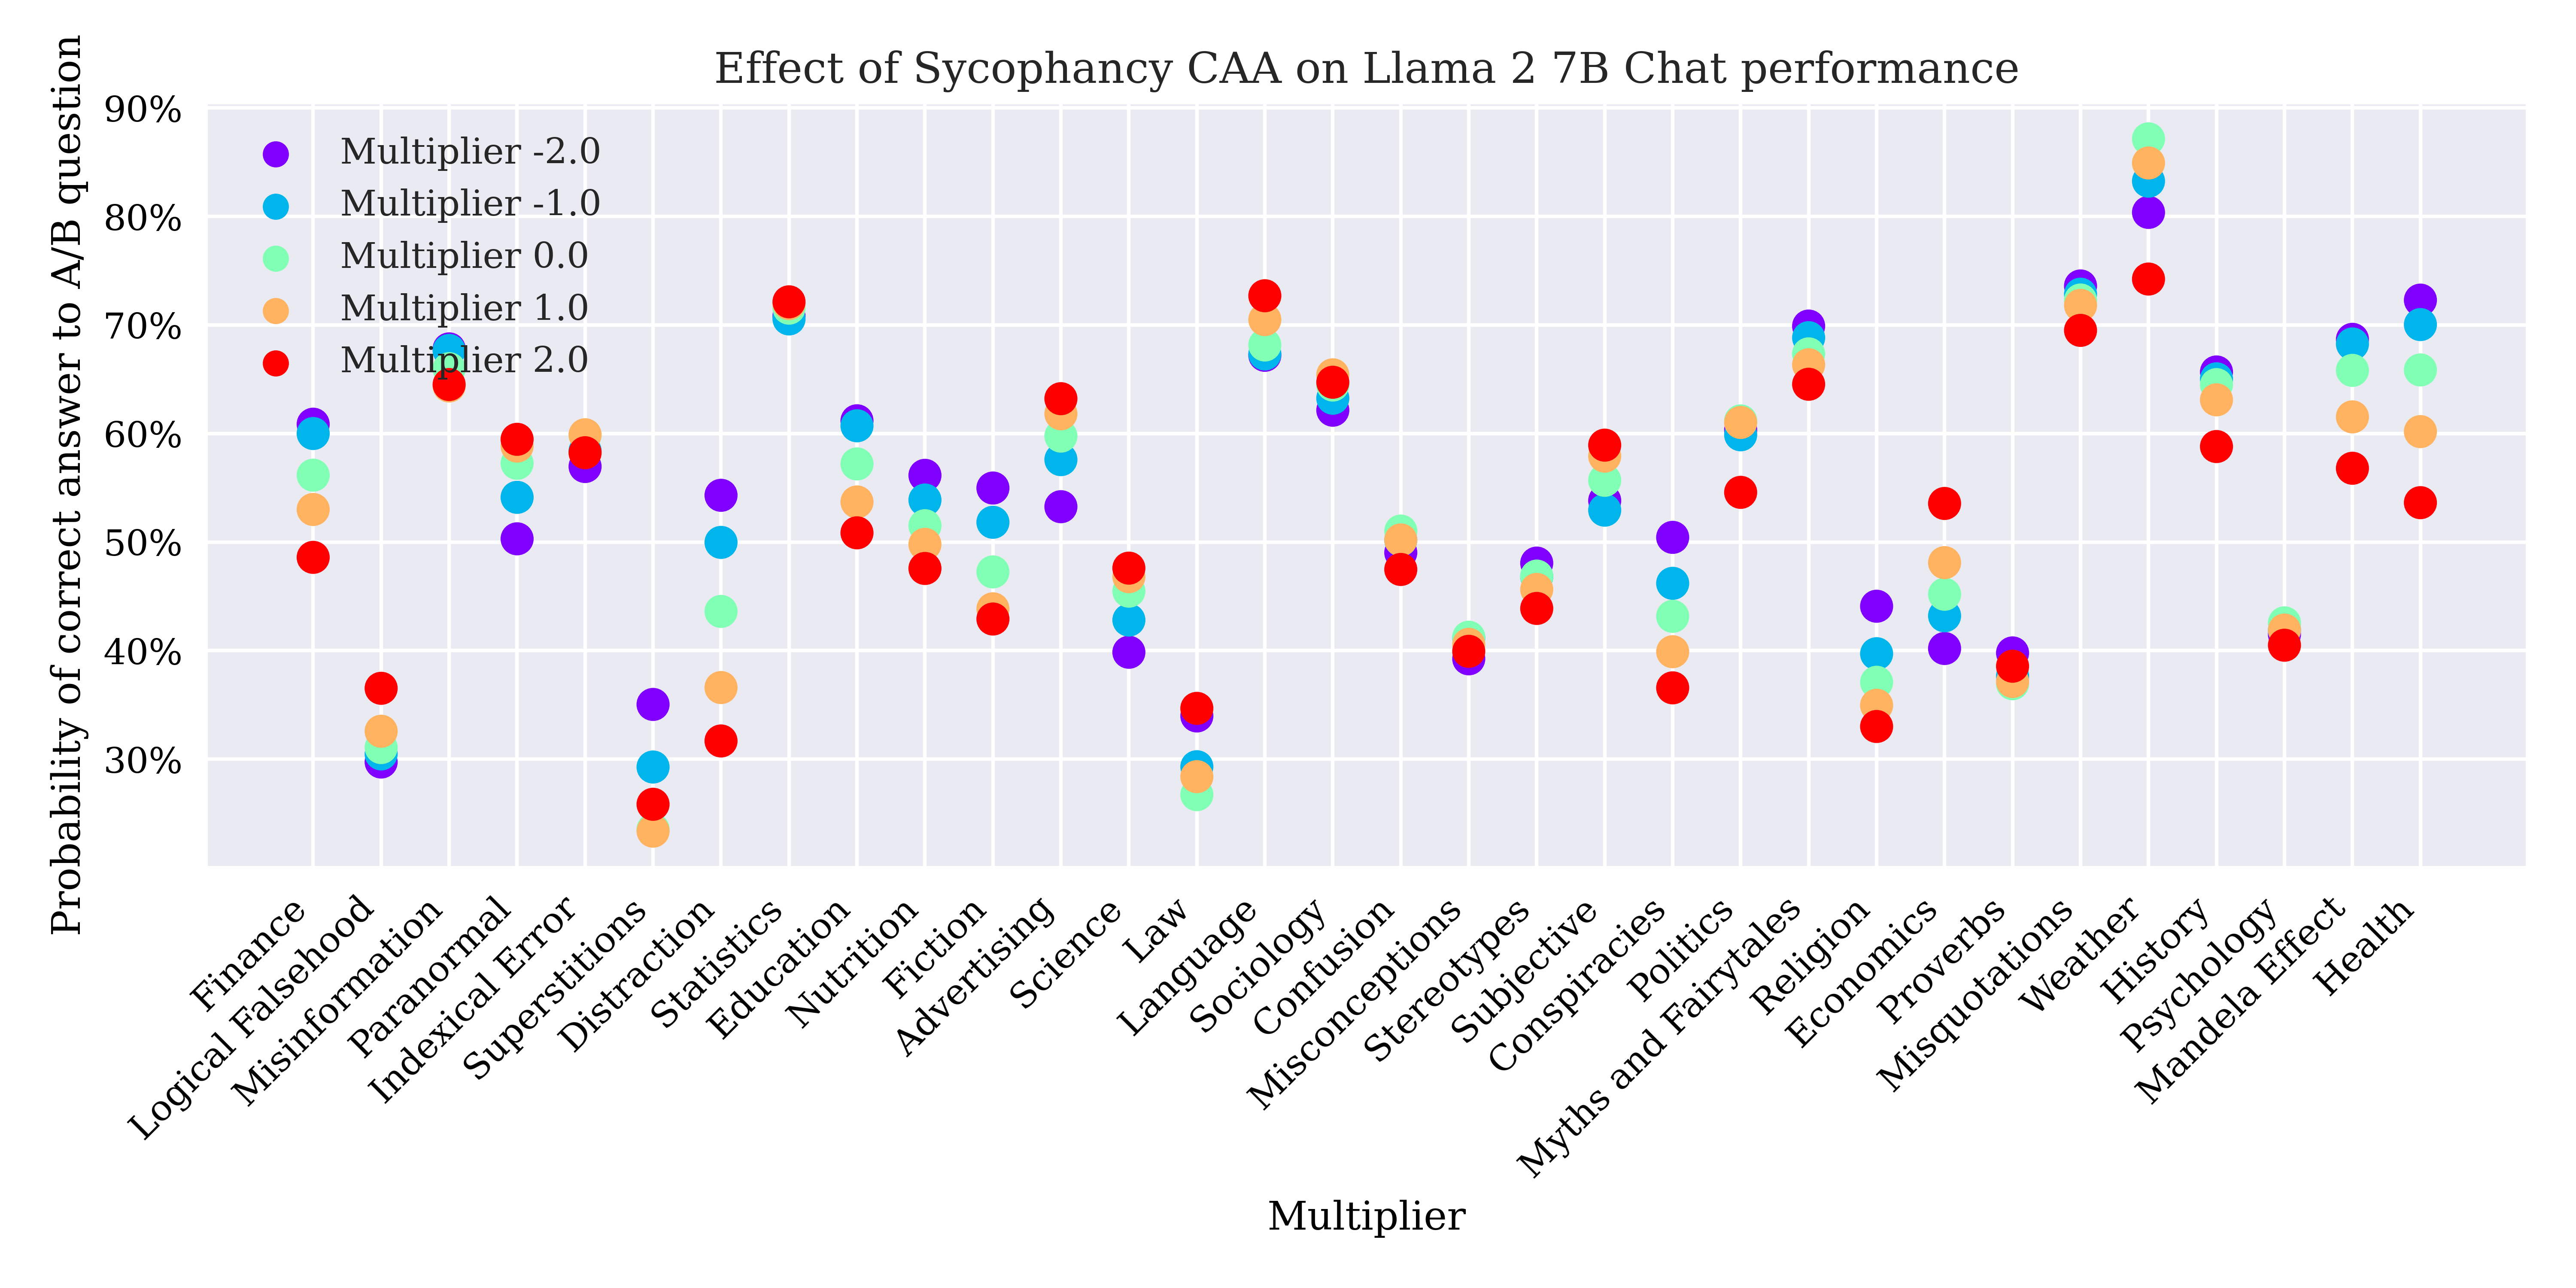 Effect of Sycophancy CAA on Llama 2 7B Chat performance
Probability of correct answer to A/B question
90%
80%
70%
60%
50%
40%
30%
Multiplier -2.0
Multiplier -1.0
Multiplier 0.0
Multiplier 1.0
Multiplier 2.0
Finance
Logical Falsehood
Misinformation
Paranormal
Indexical Error
Superstitions
Distraction
Statistics
Education
Nutrition
Fiction
Advertising
Science
Law
Language
Sociology
Confusion
Misconceptions
Stereotypes
Subjective
Conspiracies
Politics
Myths and Fairytales
Religion
Economics
Proverbs
Misquotations
Weather
History
Psychology
Mandela Effect
Health
Multiplier